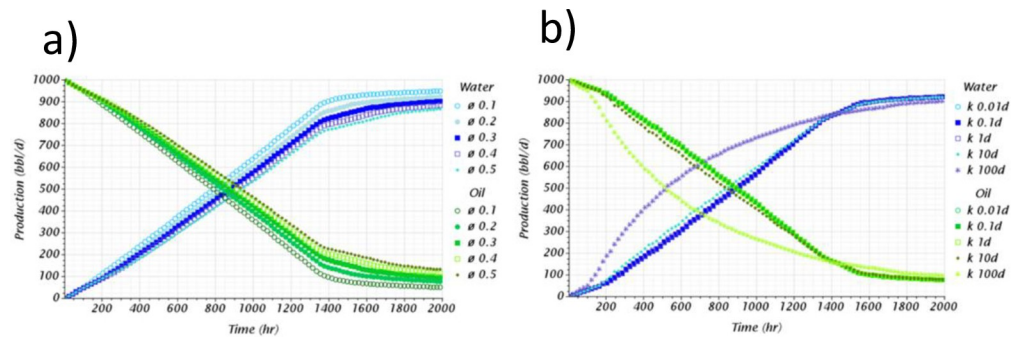 a)
1000
900
800
700
600
500
400
300
200
100
0
Production (bbl/d)
200 400 600 800 1000 1200 1400 1600 1800 2000
Time (hr)
Water
ø 0.1
ø 0.2
ø 0.3
ø 0.4
ø 0.5
Oil
ø 0.1
ø 0.2
ø 0.3
ø 0.4
ø 0.5
b)
1000
900
800
700
600
500
400
300
200
100
0
Production (bbl/d)
200 400 600 800 1000 1200 1400 1600 1800 2000
Time (hr)
Water
k 0.01d
k 0.1d
k 1d
k 10d
k 100d
Oil
k 0.01d
k 0.1d
k 1d
k 10d
k 100d